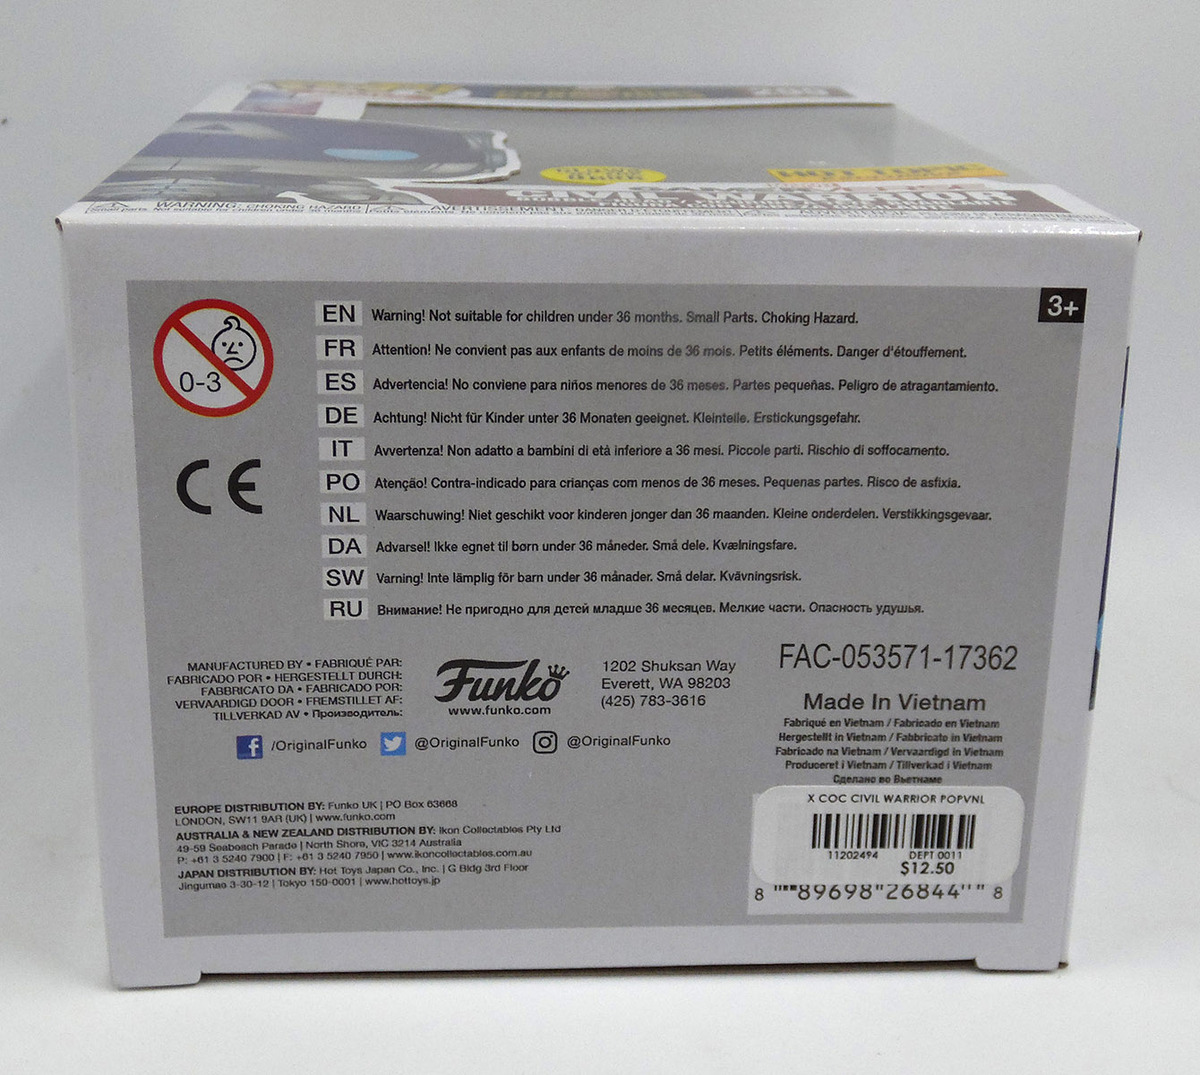 HOT TOPIC
WARNING: CHOKING HAZARD
AVERTISSEMENT:
CIVIL WARRIOR
3+
0-3
EN Warning! Not suitable for children under 36 months. Small Parts. Choking Hazard.
FR Attention! Ne convient pas aux enfants de moins de 36 mois. Petits éléments. Danger d'étouffement.
ES Advertencia! No conviene para niños menores de 36 meses. Partes pequeñas. Peligro de atragantamiento.
DE Achtung! Nicht für Kinder unter 36 Monaten geeignet. Kleinteile. Erstickungsgefahr.
IT Avvertenza! Non adatto a bambini di età inferiore a 36 mesi. Piccole parti. Rischio di soffocamento.
PO Atenção! Contra-indicado para crianças com menos de 36 meses. Pequenas partes. Risco de asfixia.
NL Waarschuwing! Niet geschikt voor kinderen jonger dan 36 maanden. Kleine onderdelen. Verstikkingsgevaar.
DA Advarsel! Ikke egnet til børn under 36 måneder. Små dele. Kvælningsfare.
SW Varning! Inte lämplig för barn under 36 månader. Små delar. Kvävningsrisk.
RU Внимание! Не пригодно для детей младше 36 месяцев. Мелкие части. Опасность удушья.
CE
MANUFACTURED BY • FABRIQUÉ PAR:
FABRICADO POR • HERGESTELLT DURCH:
FABBRICATO DA • FABRICADO POR:
VERVAARDIGD DOOR • FREMSTILLET AF:
TILLVERKAD AV • Производитель:
Funko
www.funko.com
1202 Shuksan Way
Everett, WA 98203
(425) 783-3616
/OriginalFunko @OriginalFunko @OriginalFunko
FAC-053571-17362
Made In Vietnam
Fabriqué en Vietnam / Fabricado en Vietnam
Hergestellt in Vietnam / Fabbricato in Vietnam
Fabricado na Vietnam / Vervaardigd in Vietnam
Produceret i Vietnam / Tillverkad i Vietnam
Сделано во Вьетнаме
EUROPE DISTRIBUTION BY: Funko UK | PO Box 63668
LONDON, SW11 9AR (UK) | www.funko.com
AUSTRALIA & NEW ZEALAND DISTRIBUTION BY: Ikon Collectables Pty Ltd
49-59 Seabeach Parade | North Shore, VIC 3214 Australia
P: +61 3 5240 7900 | F: +61 3 5240 7950 | www.ikoncollectables.com.au
JAPAN DISTRIBUTION BY: Hot Toys Japan Co., Inc. | G Bldg 3rd Floor
Jingumae 3-30-12 | Tokyo 150-0001 | www.hottoys.jp
X COC CIVIL WARRIOR POPVNL
11202494 DEPT 0011
$12.50
8 89698 26844 8